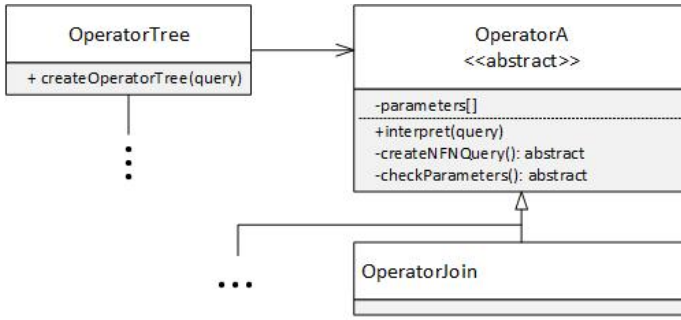 OperatorTree
+ createOperatorTree(query)
OperatorA
<<abstract>>
-parameters[]
+interpret(query)
-createNFNQuery(): abstract
-checkParameters(): abstract
OperatorJoin